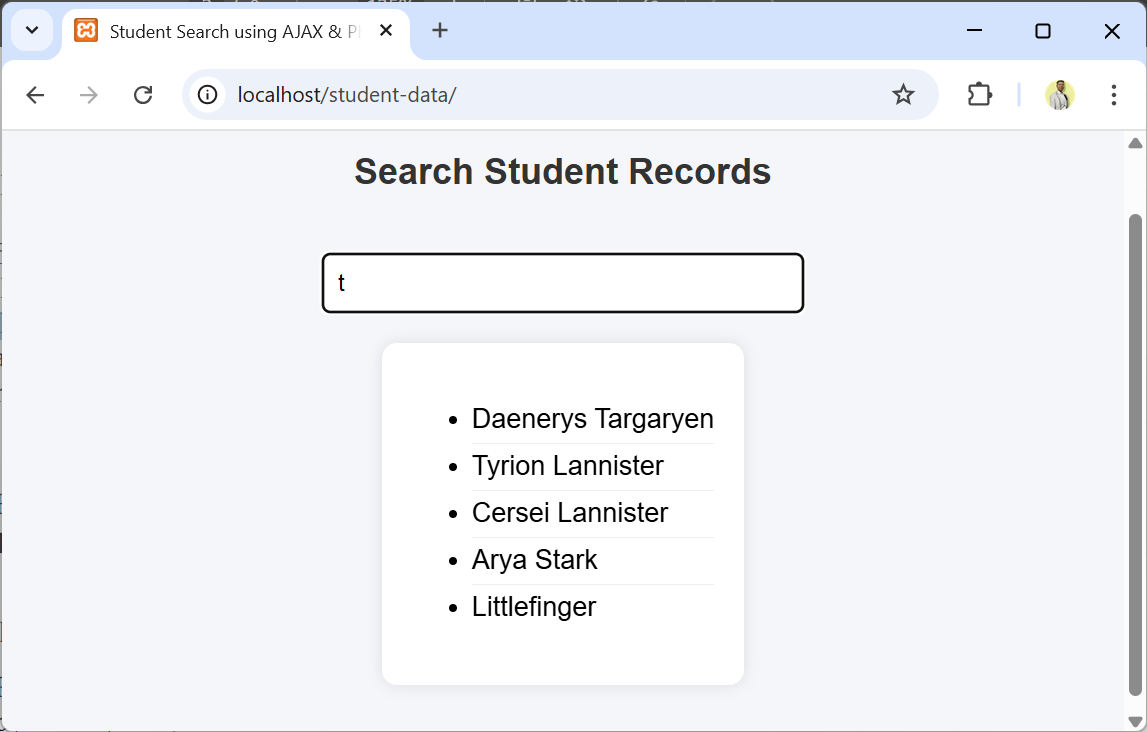 Student Search using AJAX & P
localhost/student-data/
Search Student Records
t
Daenerys Targaryen
Tyrion Lannister
Cersei Lannister
Arya Stark
Littlefinger